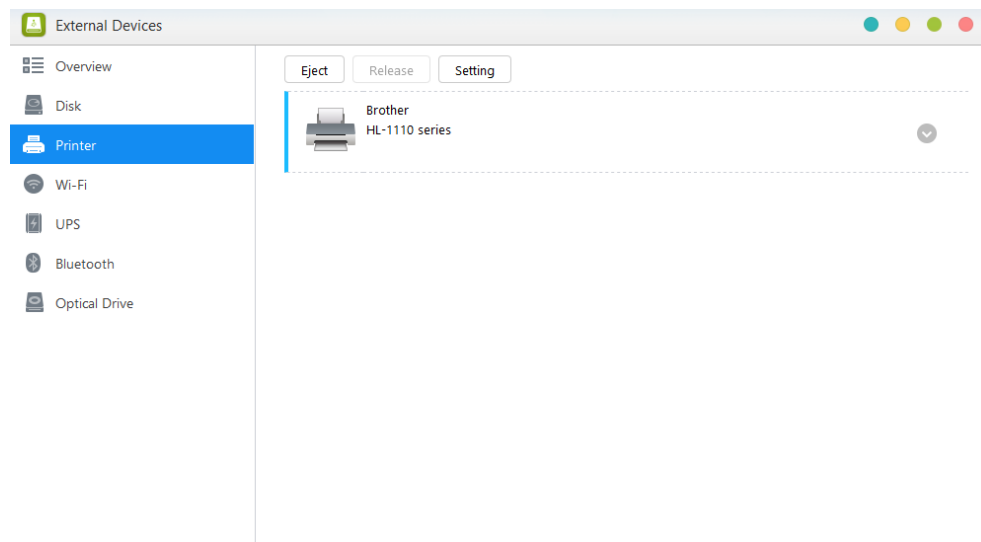 External Devices
Overview
Disk
Printer
Wi-Fi
UPS
Bluetooth
Optical Drive
Eject Release Setting
Brother
HL-1110 series